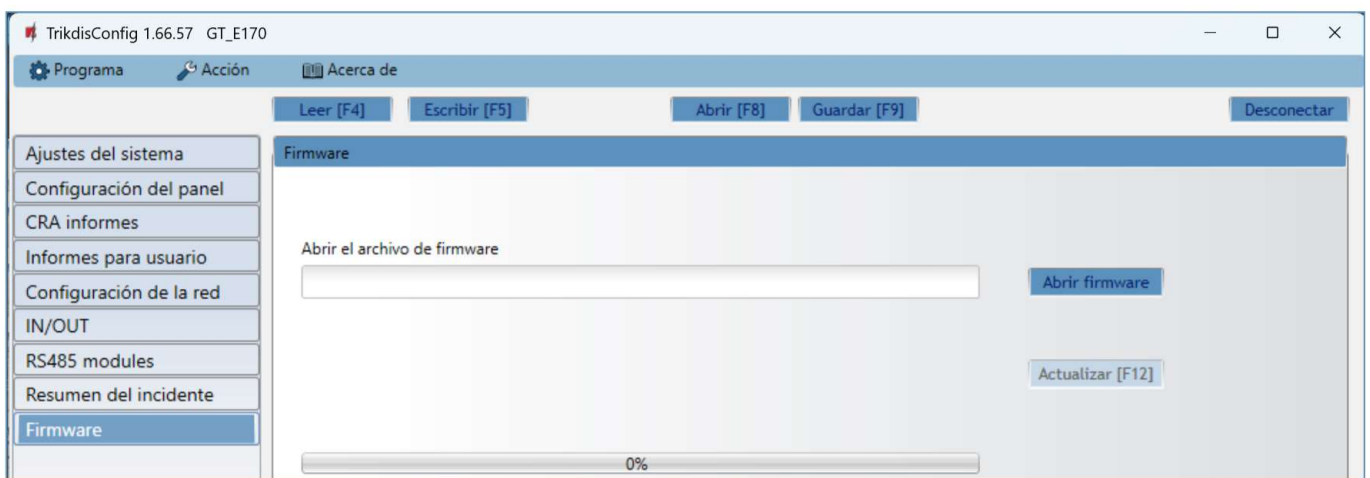 TrikdisConfig 1.66.57 GT_E170
Programa Acción Acerca de
Leer [F4] Escribir [F5] Abrir [F8] Guardar [F9] Desconectar
Ajustes del sistema
Configuración del panel
CRA informes
Informes para usuario
Configuración de la red
IN/OUT
RS485 modules
Resumen del incidente
Firmware
Firmware
Abrir el archivo de firmware
Abrir firmware
Actualizar [F12]
0%